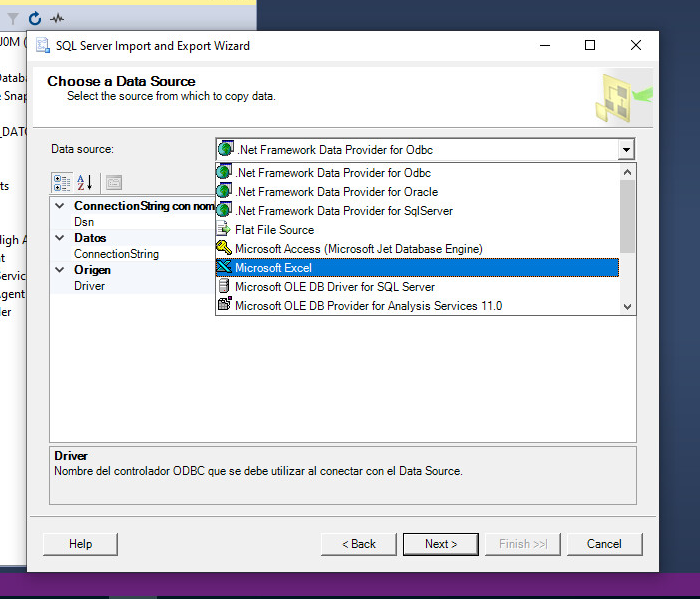 SQL Server Import and Export Wizard
J0M (
Choose a Data Source
Select the source from which to copy data.
Datab
e Snap
_DATO
Data source:
.Net Framework Data Provider for Odbc
.Net Framework Data Provider for Odbc
.Net Framework Data Provider for Oracle
ts
ConnectionString con nom
.Net Framework Data Provider for SqlServer
Dsn
Flat File Source
High A
Datos
Microsoft Access (Microsoft Jet Database Engine)
nt
ConnectionString
Microsoft Excel
Servic
Origen
Microsoft OLE DB Driver for SQL Server
Agent
Driver
Microsoft OLE DB Provider for Analysis Services 11.0
ler
Driver
Nombre del controlador ODBC que se debe utilizar al conectar con el Data Source.
Help
< Back
Next >
Finish >>|
Cancel